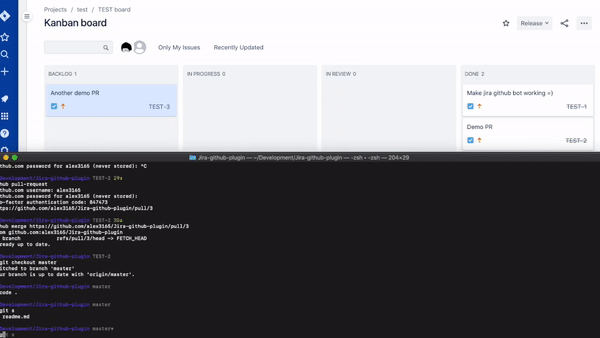 Projects / test / TEST board
Kanban board
Release
Only My Issues
Recently Updated
BACKLOG 1
IN PROGRESS 0
IN REVIEW 0
DONE 2
Another demo PR
TEST-3
Make jira github bot working =)
TEST-1
Demo PR
TEST-2
Jira-github-plugin — ~/Development/Jira-github-plugin — -zsh • -zsh — 204×29
thub.com password for alex3165 (never stored): ^C
Development/Jira-github-plugin TEST-2 29s
hub pull-request
thub.com username: alex3165
thub.com password for alex3165 (never stored):
o-factor authentication code: 847473
tps://github.com/alex3165/Jira-github-plugin/pull/3
Development/Jira-github-plugin TEST-2 30s
hub merge https://github.com/alex3165/Jira-github-plugin/pull/3
om github.com:alex3165/Jira-github-plugin
branch refs/pull/3/head -> FETCH_HEAD
ready up to date.
Development/Jira-github-plugin TEST-2
git checkout master
itched to branch 'master'
ur branch is up to date with 'origin/master'.
Development/Jira-github-plugin master
code .
Development/Jira-github-plugin master
git s
readme.md
Development/Jira-github-plugin master*